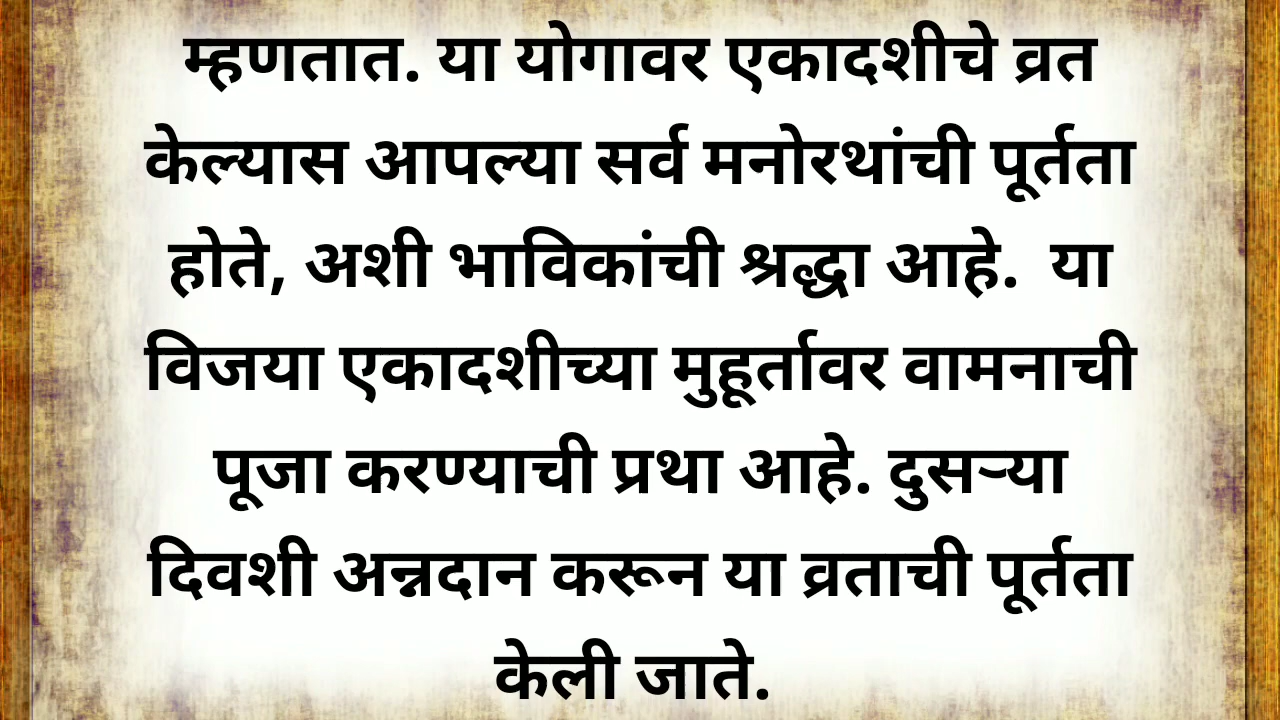 म्हणतात. या योगावर एकादशीचे व्रत
केल्यास आपल्या सर्व मनोरथांची पूर्तता
होते, अशी भाविकांची श्रद्धा आहे.  या
विजया एकादशीच्या मुहूर्तावर वामनाची
पूजा करण्याची प्रथा आहे. दुसऱ्या
दिवशी अन्नदान करून या व्रताची पूर्तता
केली जाते.